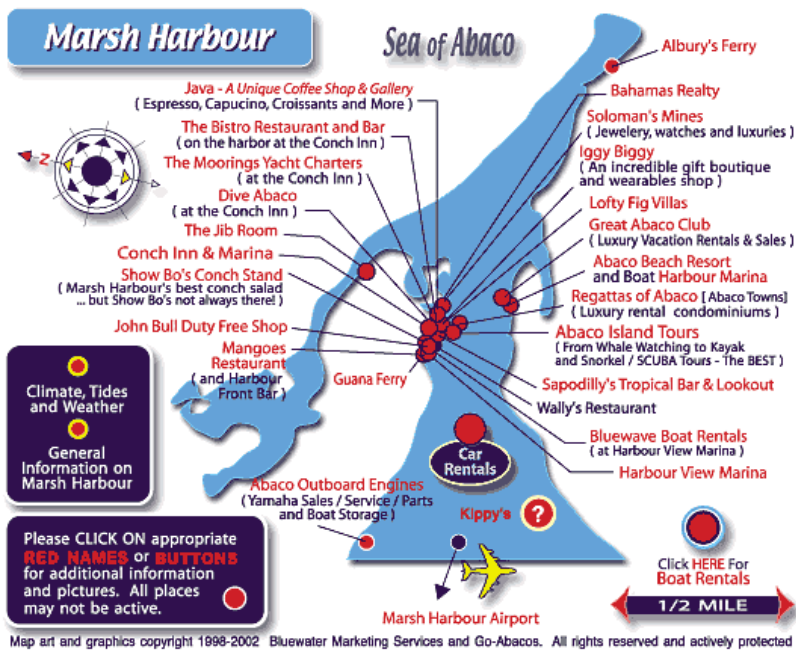 Marsh Harbour
Sea of Abaco
Albury's Ferry
Bahamas Realty
Soloman's Mines
( Jewelery, watches and luxuries )
Iggy Biggy
( An incredible gift boutique
and wearables shop )
Lofty Fig Villas
Great Abaco Club
( Luxury Vacation Rentals & Sales )
Abaco Beach Resort
and Boat Harbour Marina
Regattas of Abaco [ Abaco Towns ]
( Luxury rental condominiums )
Abaco Island Tours
( From Whale Watching to Kayak
and Snorkel / SCUBA Tours - The BEST )
Sapodilly's Tropical Bar & Lookout
Wally's Restaurant
Bluewave Boat Rentals
( at Harbour View Marina )
Harbour View Marina
Java - A Unique Coffee Shop & Gallery
( Espresso, Capucino, Croissants and More )
The Bistro Restaurant and Bar
( on the harbor at the Conch Inn )
The Moorings Yacht Charters
( at the Conch Inn )
Dive Abaco
( at the Conch Inn )
The Jib Room
Conch Inn & Marina
Show Bo's Conch Stand
( Marsh Harbour's best conch salad
... but Show Bo's not always there! )
John Bull Duty Free Shop
Mangoes
Restaurant
( and Harbour
Front Bar )
Guana Ferry
N
Climate, Tides
and Weather
General
Information on
Marsh Harbour
Car
Rentals
Abaco Outboard Engines
( Yamaha Sales / Service / Parts
and Boat Storage )
Kippy's ?
Please CLICK ON appropriate
RED NAMES or BUTTONS
for additional information
and pictures. All places
may not be active.
Click HERE For
Boat Rentals
1/2 MILE
Marsh Harbour Airport
Map art and graphics copyright 1998-2002 Bluewater Marketing Services and Go-Abacos. All rights reserved and actively protected